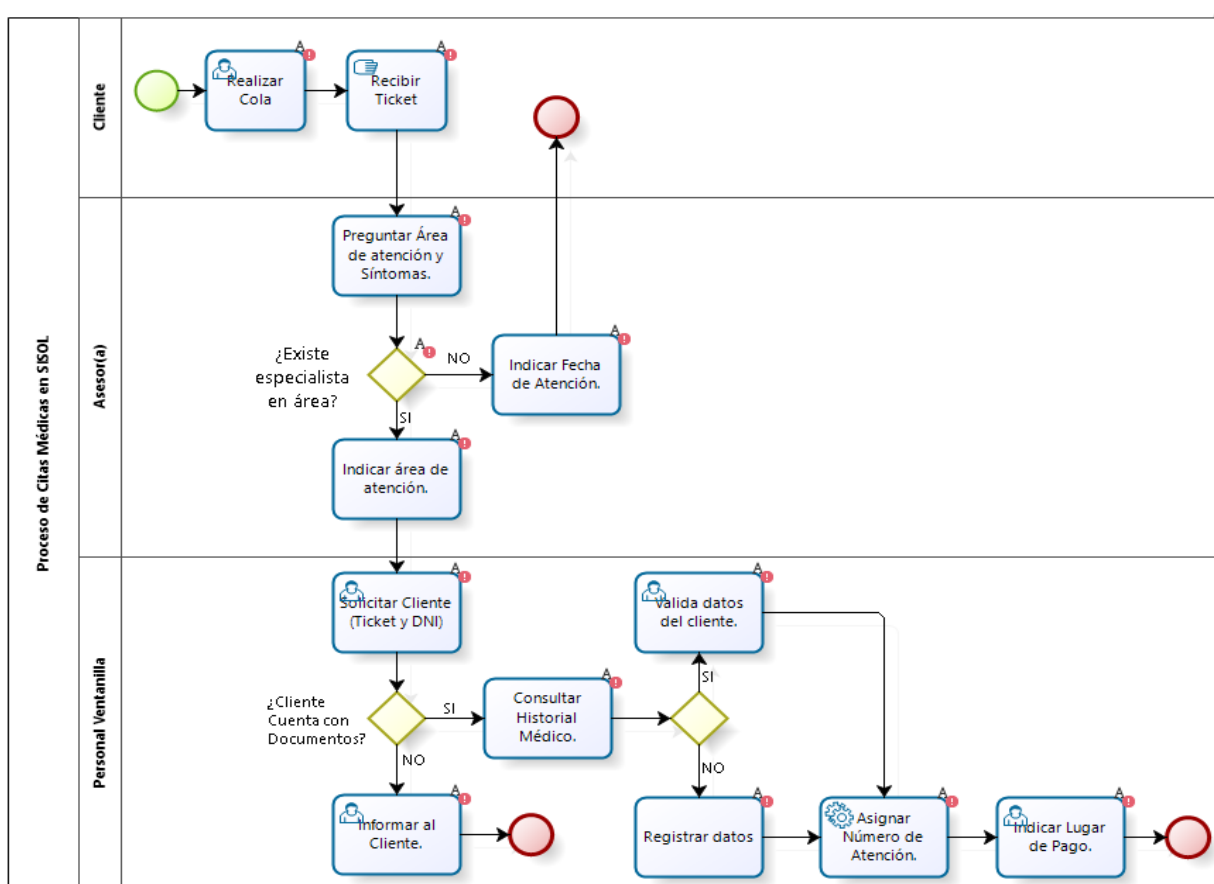 Proceso de Citas Médicas en SISOL
Cliente
Realizar
Cola
A
Recibir
Ticket
A
Asesor(a)
Preguntar Área
de atención y
Síntomas.
A
¿Existe
especialista
en área?
A
NO
Indicar Fecha
de Atención.
A
SI
Indicar área de
atención.
A
Personal Ventanilla
Solicitar Cliente
(Ticket y DNI)
A
¿Cliente
Cuenta con
Documentos?
SI
Consultar
Historial
Médico.
A
SI
Valida datos
del cliente.
A
NO
Informar al
Cliente.
A
NO
Registrar datos
A
Asignar
Número de
Atención.
A
Indicar Lugar
de Pago.
A